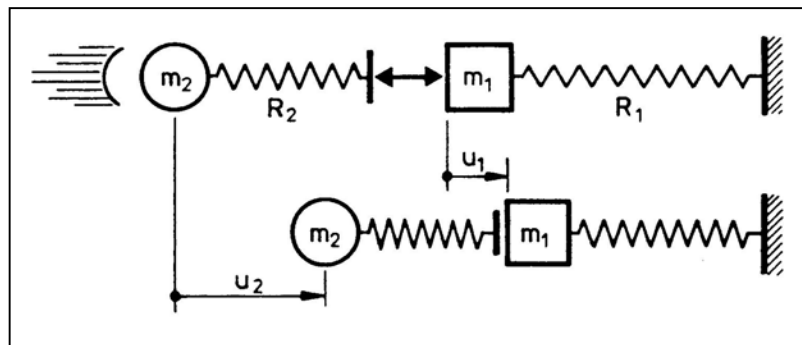 m₂ m₁
R₂ R₁
u₁
m₂ m₁
u₂